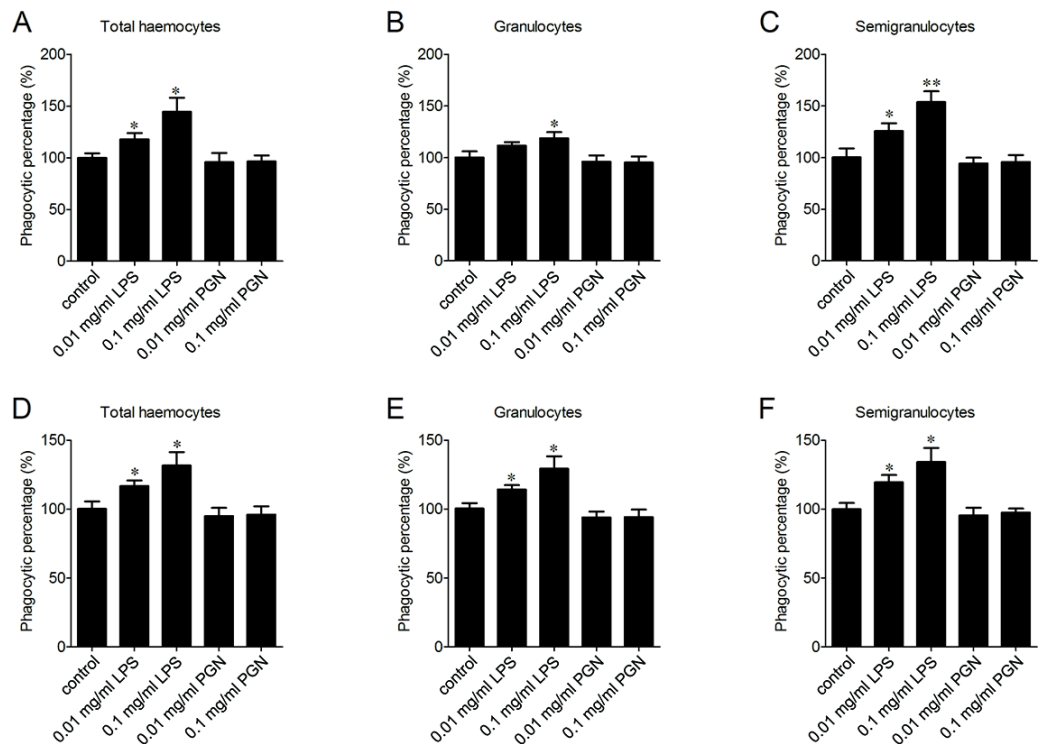 A
Total haemocytes
Phagocytic percentage (%)
200
150
100
50
0
*
*
control
0.01 mg/ml LPS
0.1 mg/ml LPS
0.01 mg/ml PGN
0.1 mg/ml PGN
B
Granulocytes
Phagocytic percentage (%)
200
150
100
50
0
*
control
0.01 mg/ml LPS
0.1 mg/ml LPS
0.01 mg/ml PGN
0.1 mg/ml PGN
C
Semigranulocytes
Phagocytic percentage (%)
200
150
100
50
0
*
**
control
0.01 mg/ml LPS
0.1 mg/ml LPS
0.01 mg/ml PGN
0.1 mg/ml PGN
D
Total haemocytes
Phagocytic percentage (%)
150
100
50
0
*
*
control
0.01 mg/ml LPS
0.1 mg/ml LPS
0.01 mg/ml PGN
0.1 mg/ml PGN
E
Granulocytes
Phagocytic percentage (%)
150
100
50
0
*
*
control
0.01 mg/ml LPS
0.1 mg/ml LPS
0.01 mg/ml PGN
0.1 mg/ml PGN
F
Semigranulocytes
Phagocytic percentage (%)
150
100
50
0
*
*
control
0.01 mg/ml LPS
0.1 mg/ml LPS
0.01 mg/ml PGN
0.1 mg/ml PGN